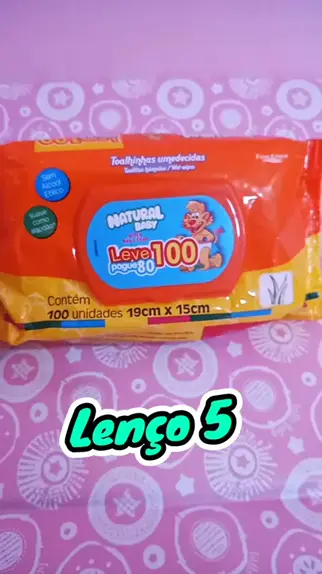 Toalhinhas umedecidas
Sem
Álcool
Etílico
NATURAL
BABY
Leve 100
pague 80
Contém
100 unidades 19cm x 15cm
Lenço 5